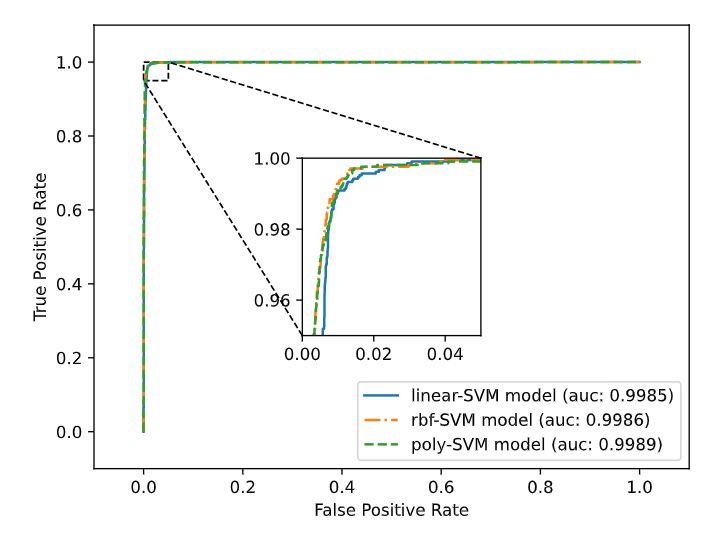 1.0
0.8
0.6
0.4
0.2
0.0
True Positive Rate
1.00
0.98
0.96
0.00 0.02 0.04
linear-SVM model (auc: 0.9985)
rbf-SVM model (auc: 0.9986)
poly-SVM model (auc: 0.9989)
0.0 0.2 0.4 0.6 0.8 1.0
False Positive Rate